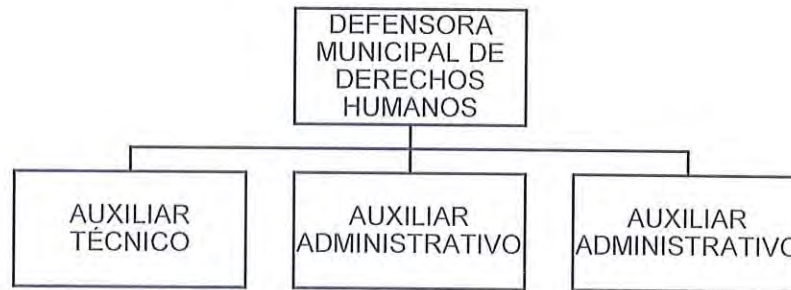 DEFENSORA
MUNICIPAL DE
DERECHOS
HUMANOS
AUXILIAR
TÉCNICO
AUXILIAR
ADMINISTRATIVO
AUXILIAR
ADMINISTRATIVO